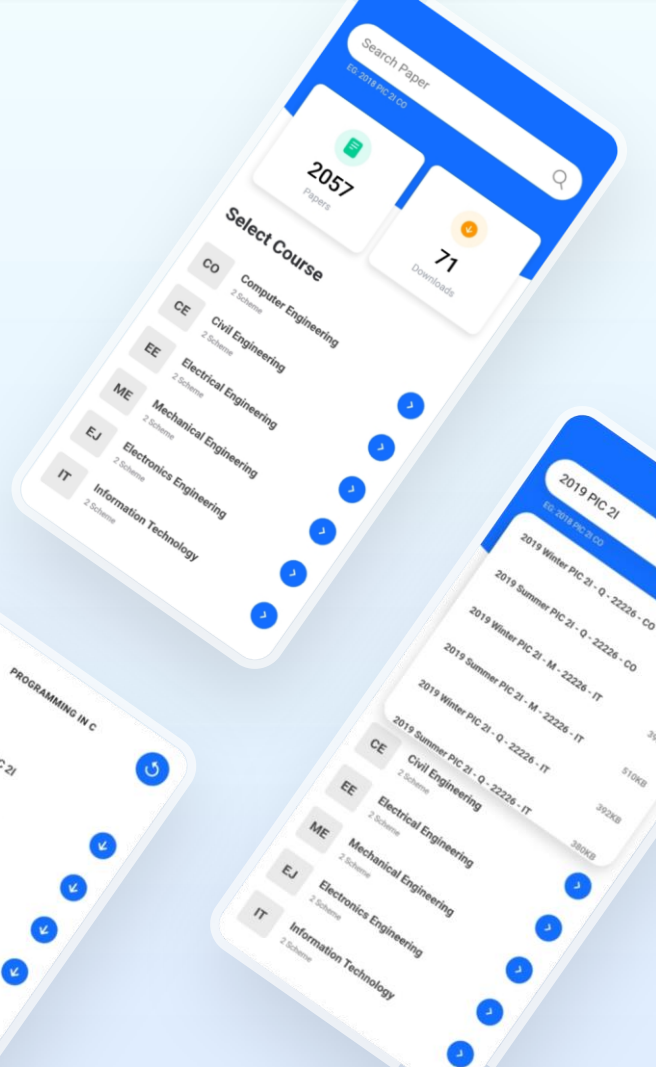 Search Paper
EG. 2018 PIC 2I CO
2057
Papers
71
Downloads
Select Course
CO
Computer Engineering
2 Scheme
CE
Civil Engineering
2 Scheme
EE
Electrical Engineering
2 Scheme
ME
Mechanical Engineering
2 Scheme
EJ
Electronics Engineering
2 Scheme
IT
Information Technology
2 Scheme
2019 PIC 2I
EG. 2018 PIC 2I CO
2019 Winter PIC 2I - Q - 22226 - CO
2019 Summer PIC 2I - Q - 22226 - CO
2019 Winter PIC 2I - M - 22226 - IT
2019 Summer PIC 2I - M - 22226 - IT
510KB
2019 Winter PIC 2I - Q - 22226 - IT
392KB
2019 Summer PIC 2I - Q - 22226 - IT
380KB
CE
Civil Engineering
2 Scheme
EE
Electrical Engineering
2 Scheme
ME
Mechanical Engineering
2 Scheme
EJ
Electronics Engineering
2 Scheme
IT
Information Technology
2 Scheme
PROGRAMMING IN C
2I